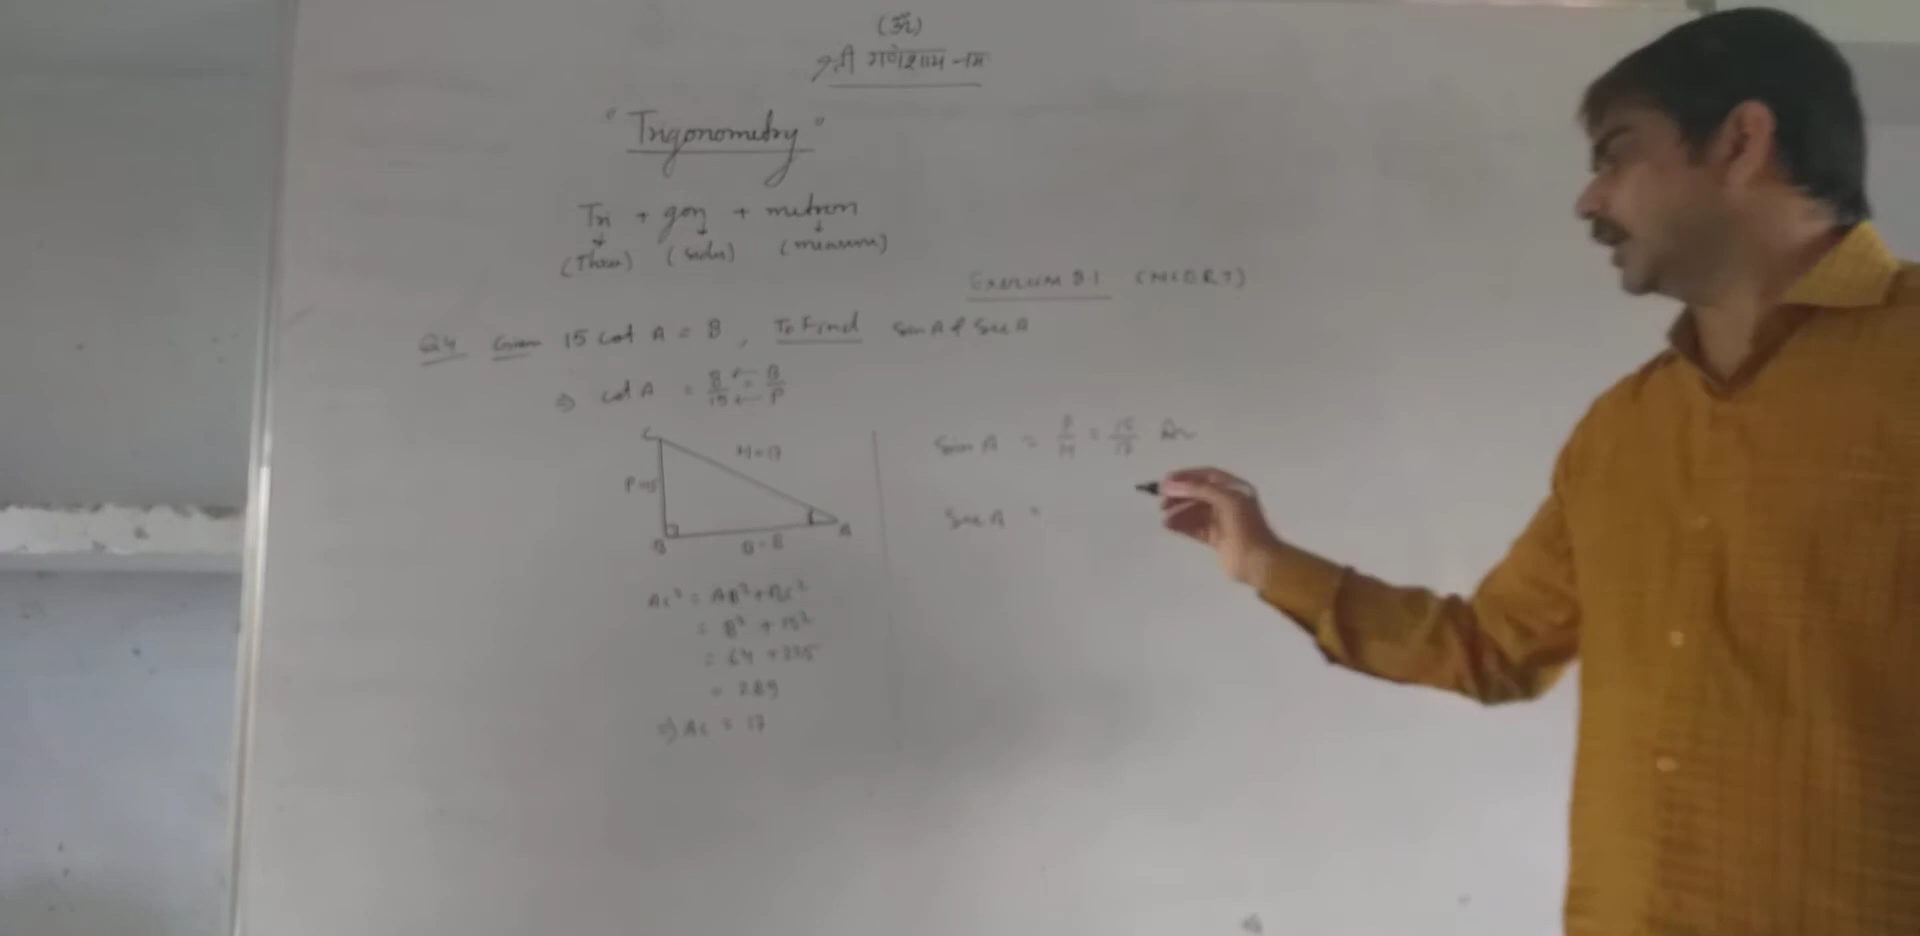 (ॐ)
श्री गणेशाय नमः
"Trigonometry"
Tri + gon + metron
(Three) (sides) (measure)
Exercise 8.1 (NCERT)
Q4 Given 15 cot A = 8, To Find sin A & sec A
⇒ cot A = 8/15 = B/P
C
H=17
P=15
B
B=8
A
AC² = AB² + BC²
= 8² + 15²
= 64 + 225
= 289
⇒ AC = 17
sin A = P/H = 15/17 Ans
sec A =